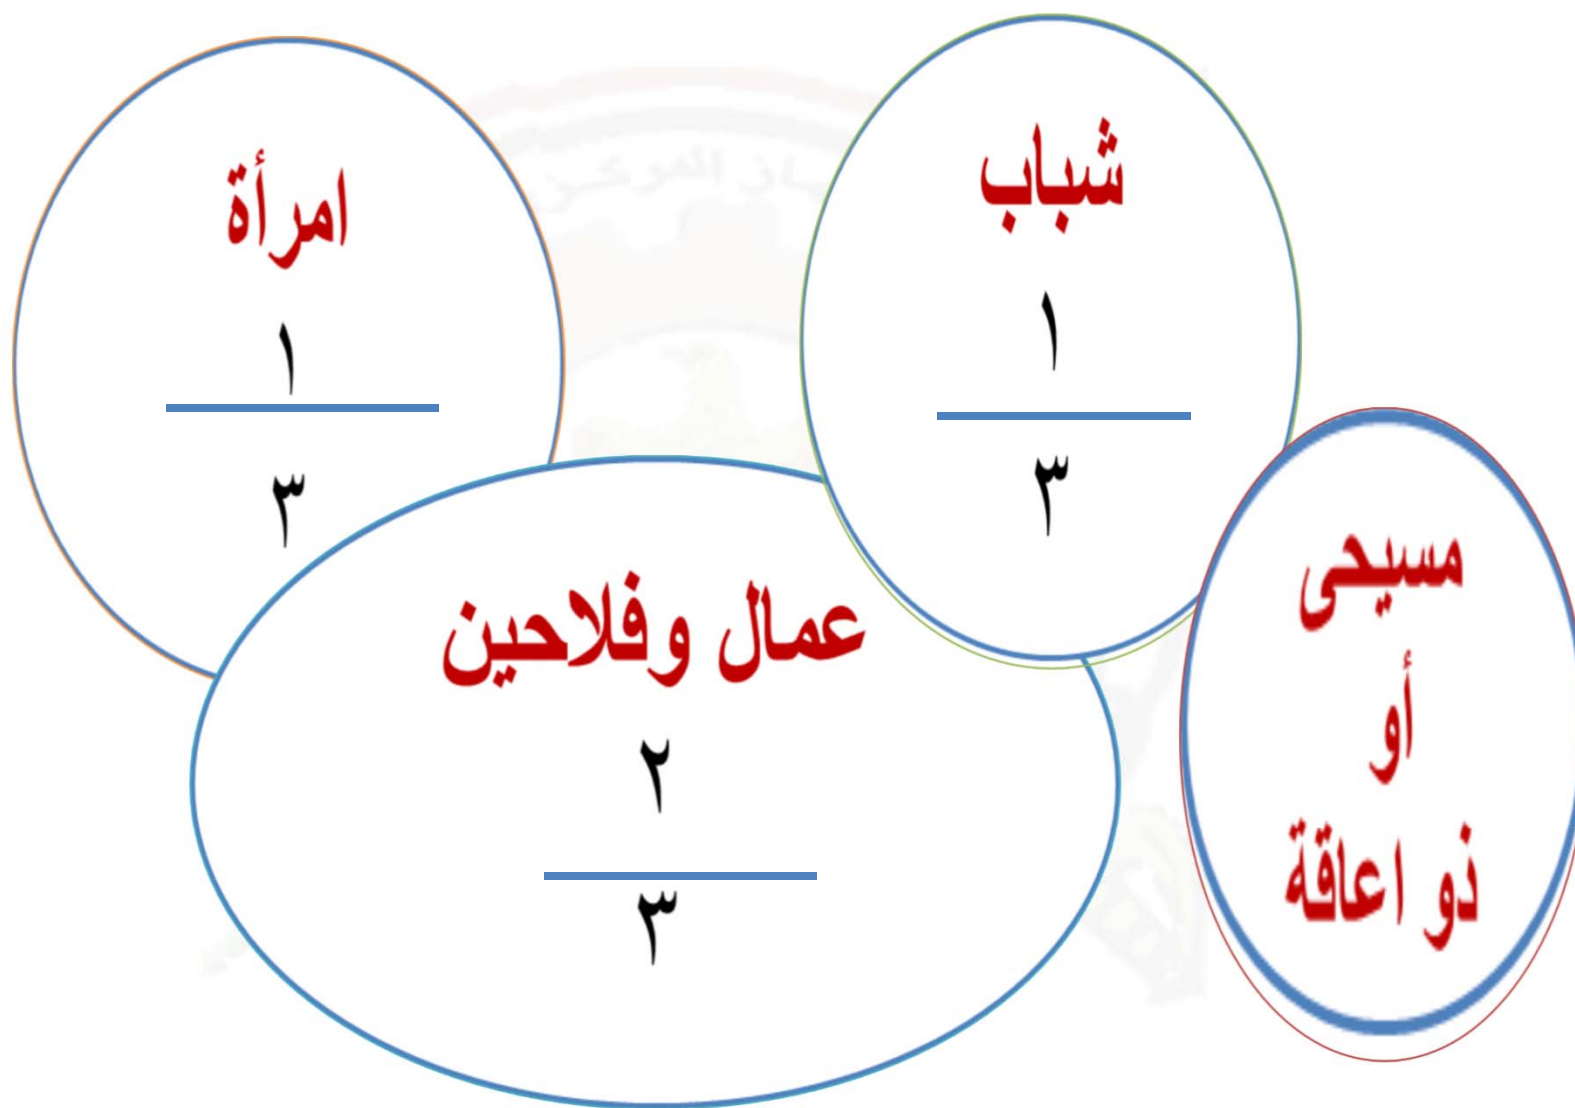 شباب
١
٣
امرأة
١
٣
عمال وفلاحين
٢
٣
مسيحى
أو
ذو اعاقة